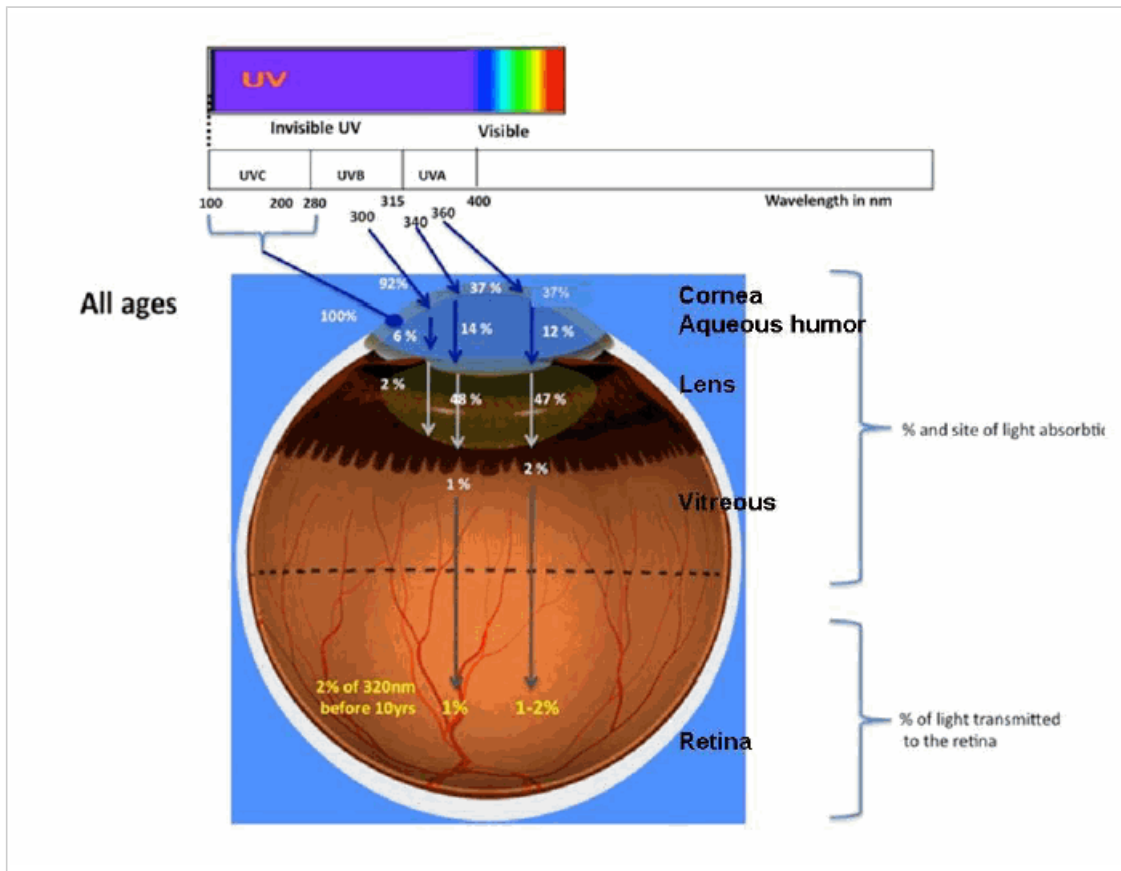 UV
Invisible UV
Visible
UVC UVB UVA
100 200 280 315 400 Wavelength in nm
300 340 360
All ages
92% 37 % 37%
Cornea
100%
6 % 14 % 12 %
Aqueous humor
2 % 48 % 47 %
Lens
% and site of light absorbtic
1 % 2 %
Vitreous
2% of 320nm
before 10yrs
1% 1-2%
Retina
% of light transmitted
to the retina